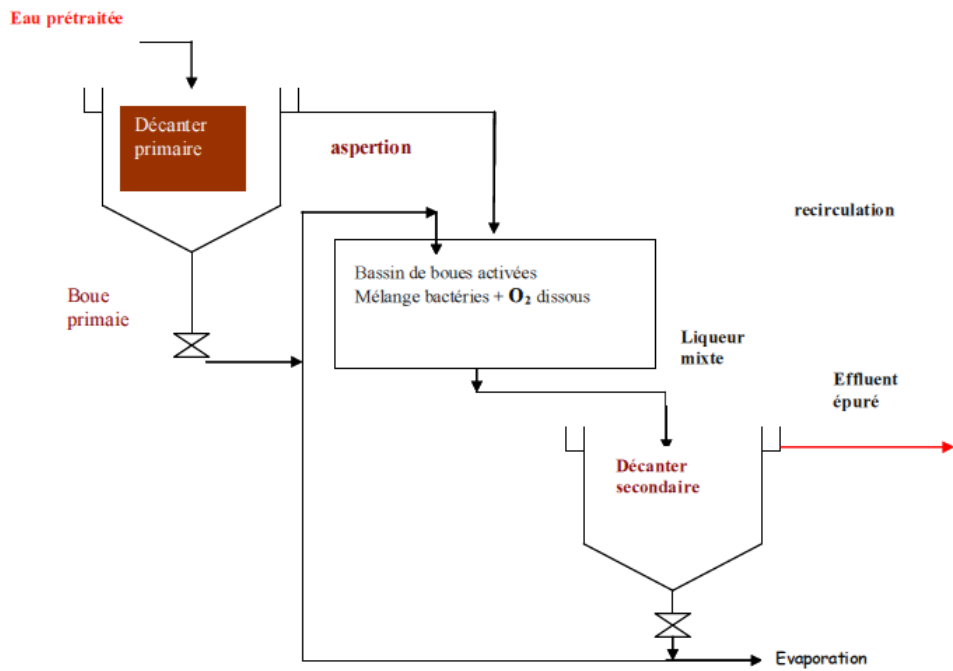 Eau prétraitée
Décanter
primaire
aspertion
recirculation
Bassin de boues activées
Mélange bactéries + O₂ dissous
Boue
primaie
Liqueur
mixte
Effluent
épuré
Décanter
secondaire
Evaporation